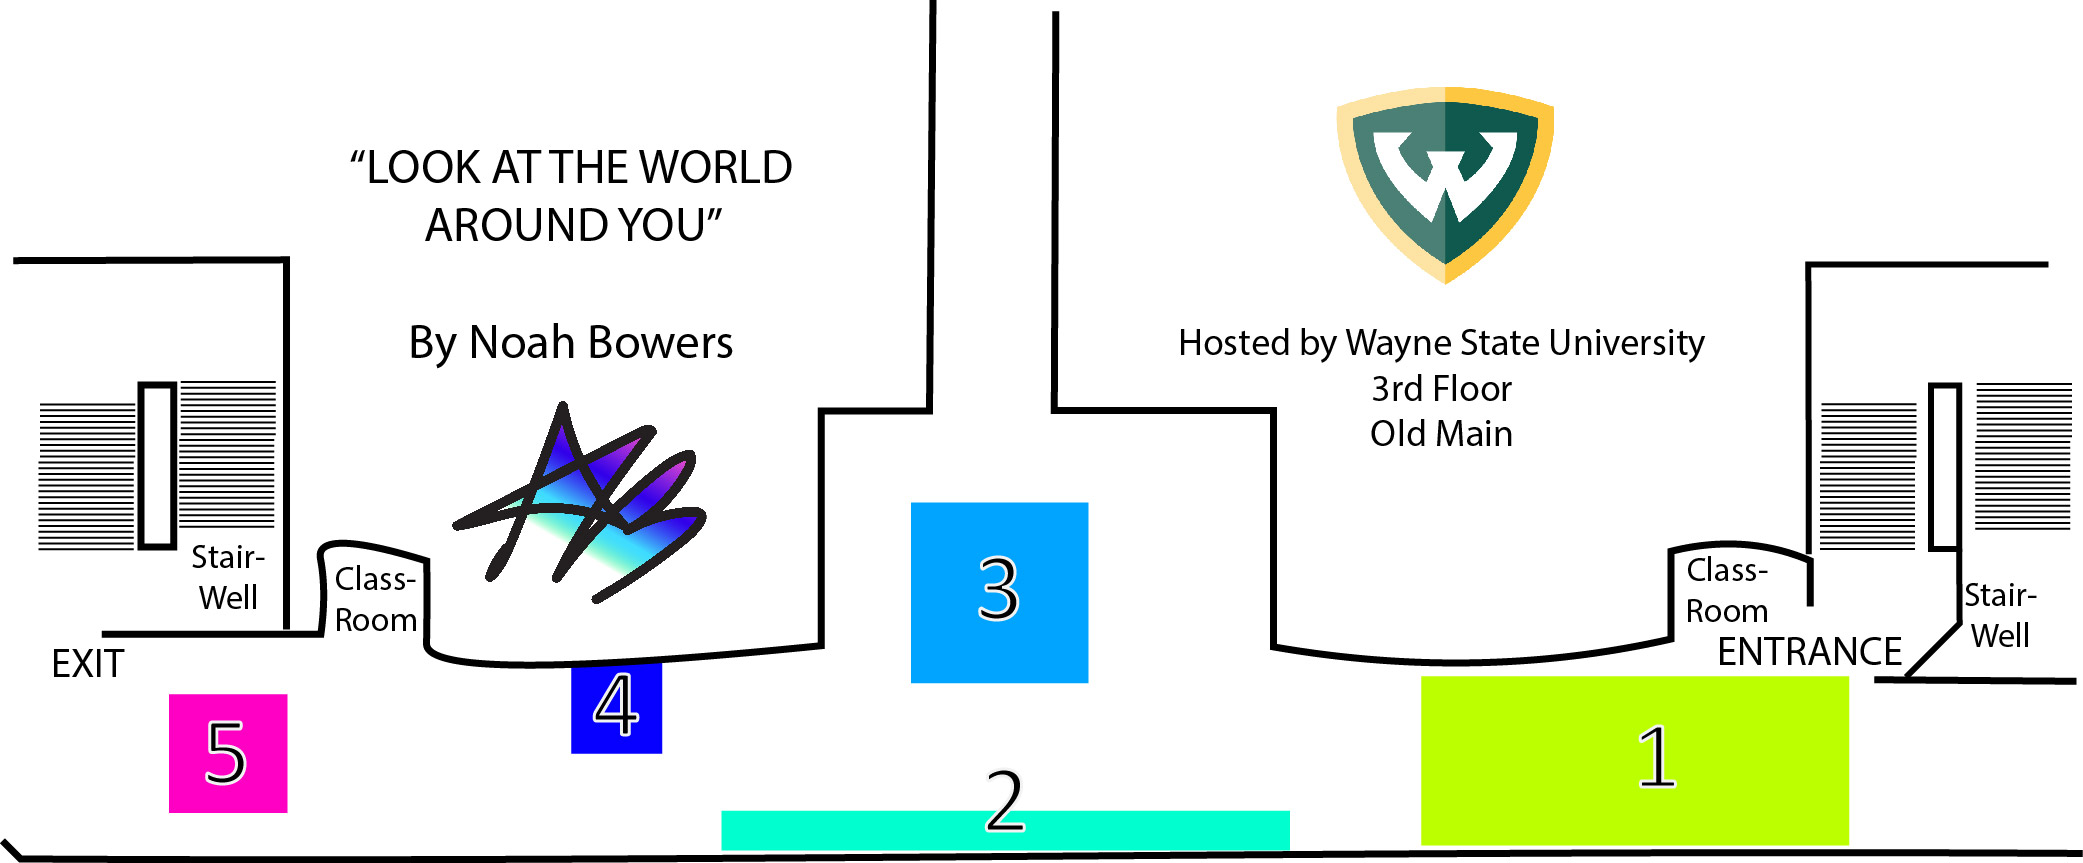 “LOOK AT THE WORLD
AROUND YOU”
By Noah Bowers
W
Hosted by Wayne State University
3rd Floor
Old Main
Stair-
Well
Class-
Room
EXIT
Class-
Room
ENTRANCE
Stair-
Well
5
4
3
2
1